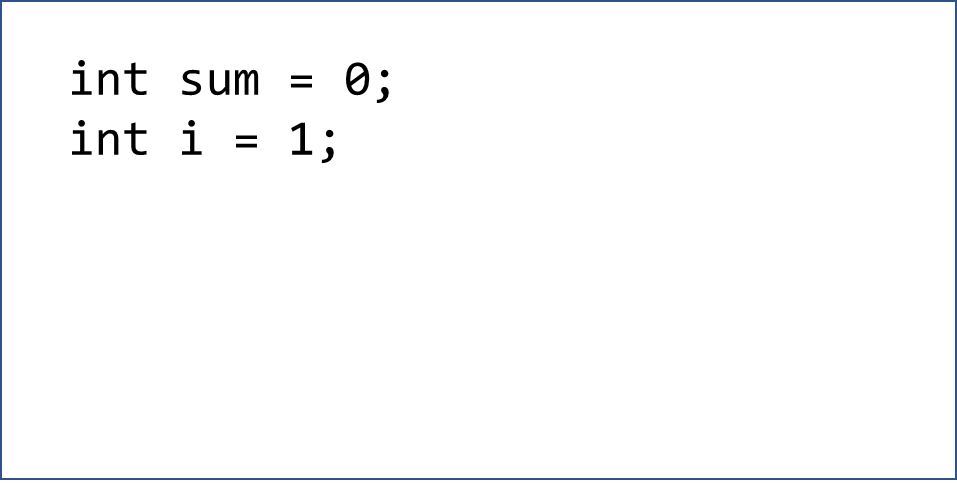 int sum = 0;
int i = 1;